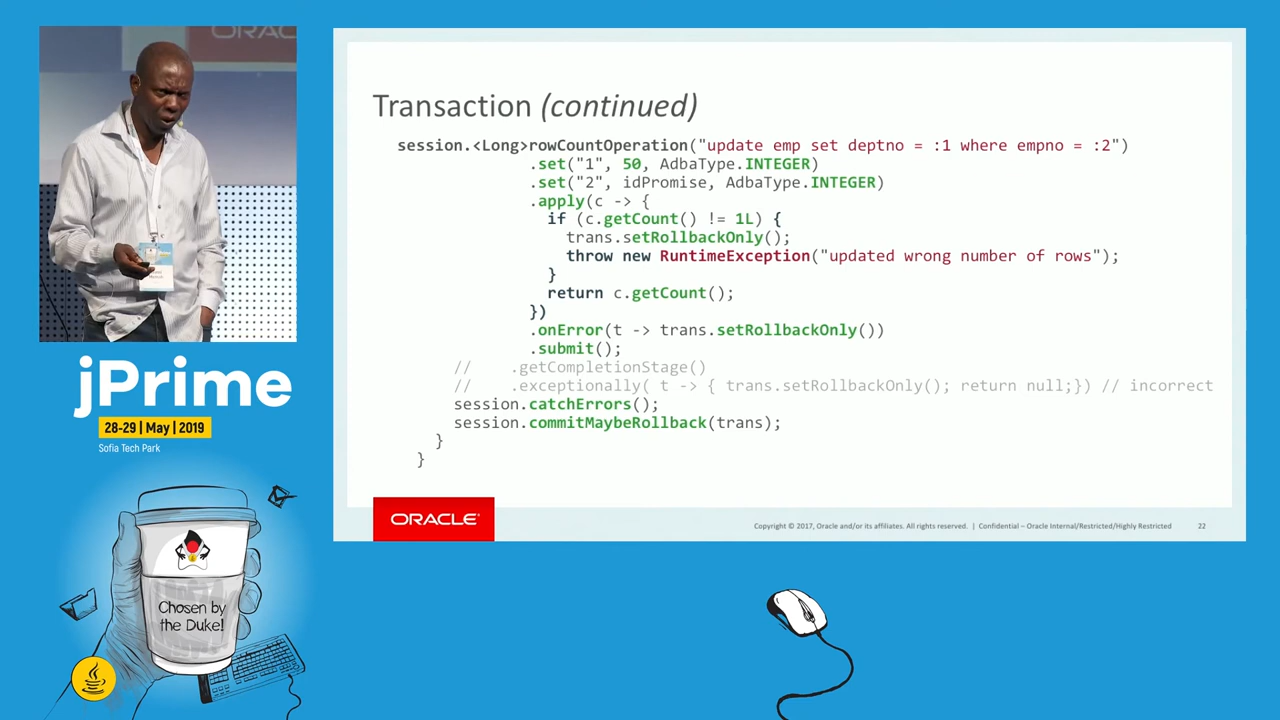 ORAC
Transaction (continued)
session.<Long>rowCountOperation("update emp set deptno = :1 where empno = :2")
.set("1", 50, AdbaType.INTEGER)
.set("2", idPromise, AdbaType.INTEGER)
.apply(c -> {
if (c.getCount() != 1L) {
trans.setRollbackOnly();
throw new RuntimeException("updated wrong number of rows");
}
return c.getCount();
})
.onError(t -> trans.setRollbackOnly())
.submit();
// .getCompletionStage()
// .exceptionally( t -> { trans.setRollbackOnly(); return null;}) // incorrect
session.catchErrors();
session.commitMaybeRollback(trans);
}
}
ORACLE
Copyright © 2017, Oracle and/or its affiliates. All rights reserved. | Confidential – Oracle Internal/Restricted/Highly Restricted 22
jPrime
28-29 | May | 2019
Sofia Tech Park
Chosen by
the Duke!